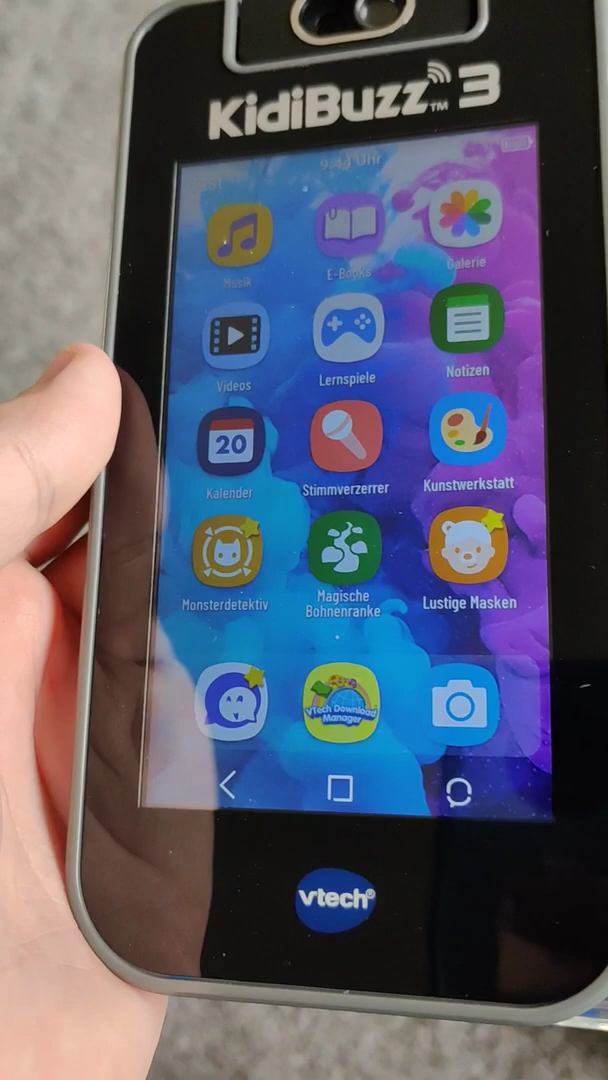 KidiBuzz™ 3
9:44 Uhr
Musik
E-Books
Galerie
Videos
Lernspiele
Notizen
20
Kalender
Stimmverzerrer
Kunstwerkstatt
Monsterdetektiv
Magische
Bohnenranke
Lustige Masken
VTech Download
Manager
vtech®